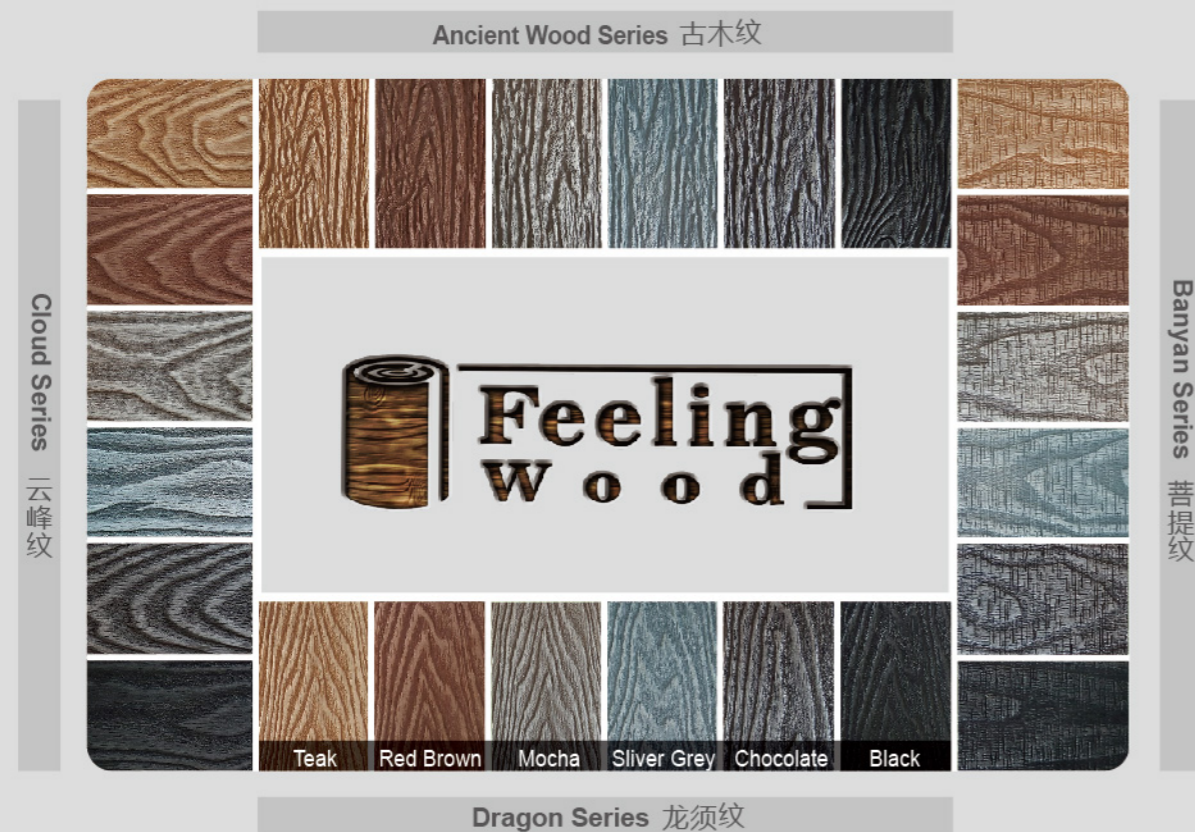 Ancient Wood Series 古木纹
Cloud Series 云峰纹
Feeling
Wood
Banyan Series 菩提纹
Teak
Red Brown
Mocha
Sliver Grey
Chocolate
Black
Dragon Series 龙须纹